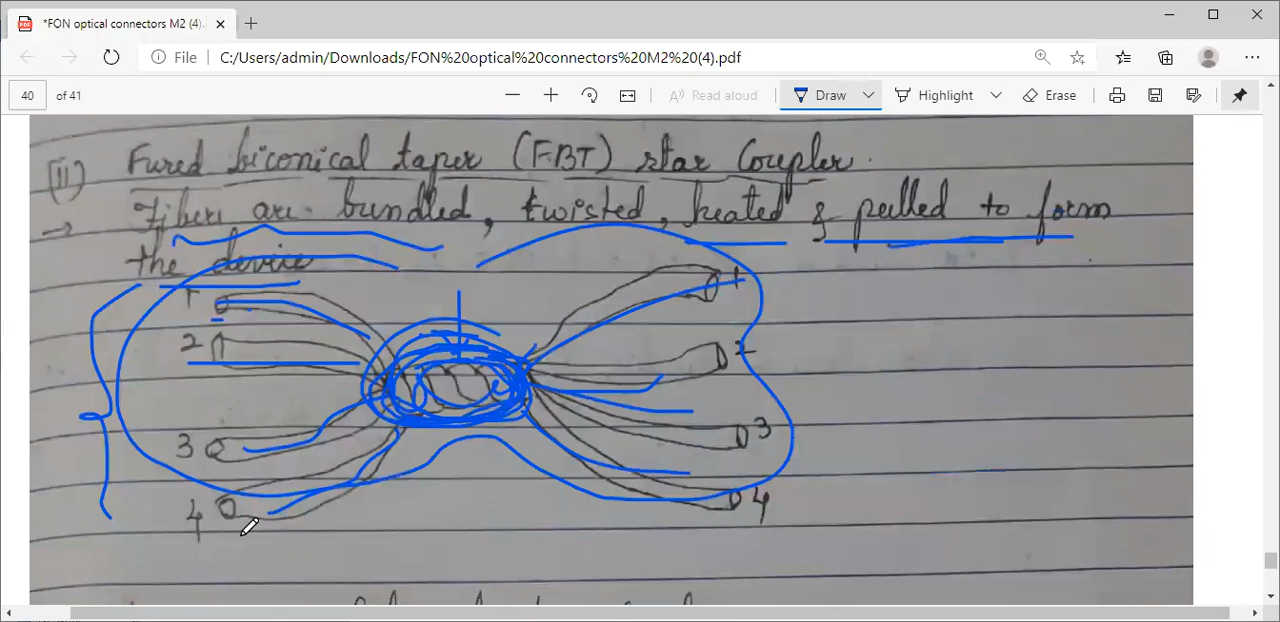 *FON optical connectors M2 (4).
File C:/Users/admin/Downloads/FON%20optical%20connectors%20M2%20(4).pdf
40 of 41 Read aloud Draw Highlight Erase
(ii) Fused biconical taper (FBT) star Coupler.
→ Fibers are bundled, twisted, heated & pulled to form
the device
1 1
2 2
3 3
4 4